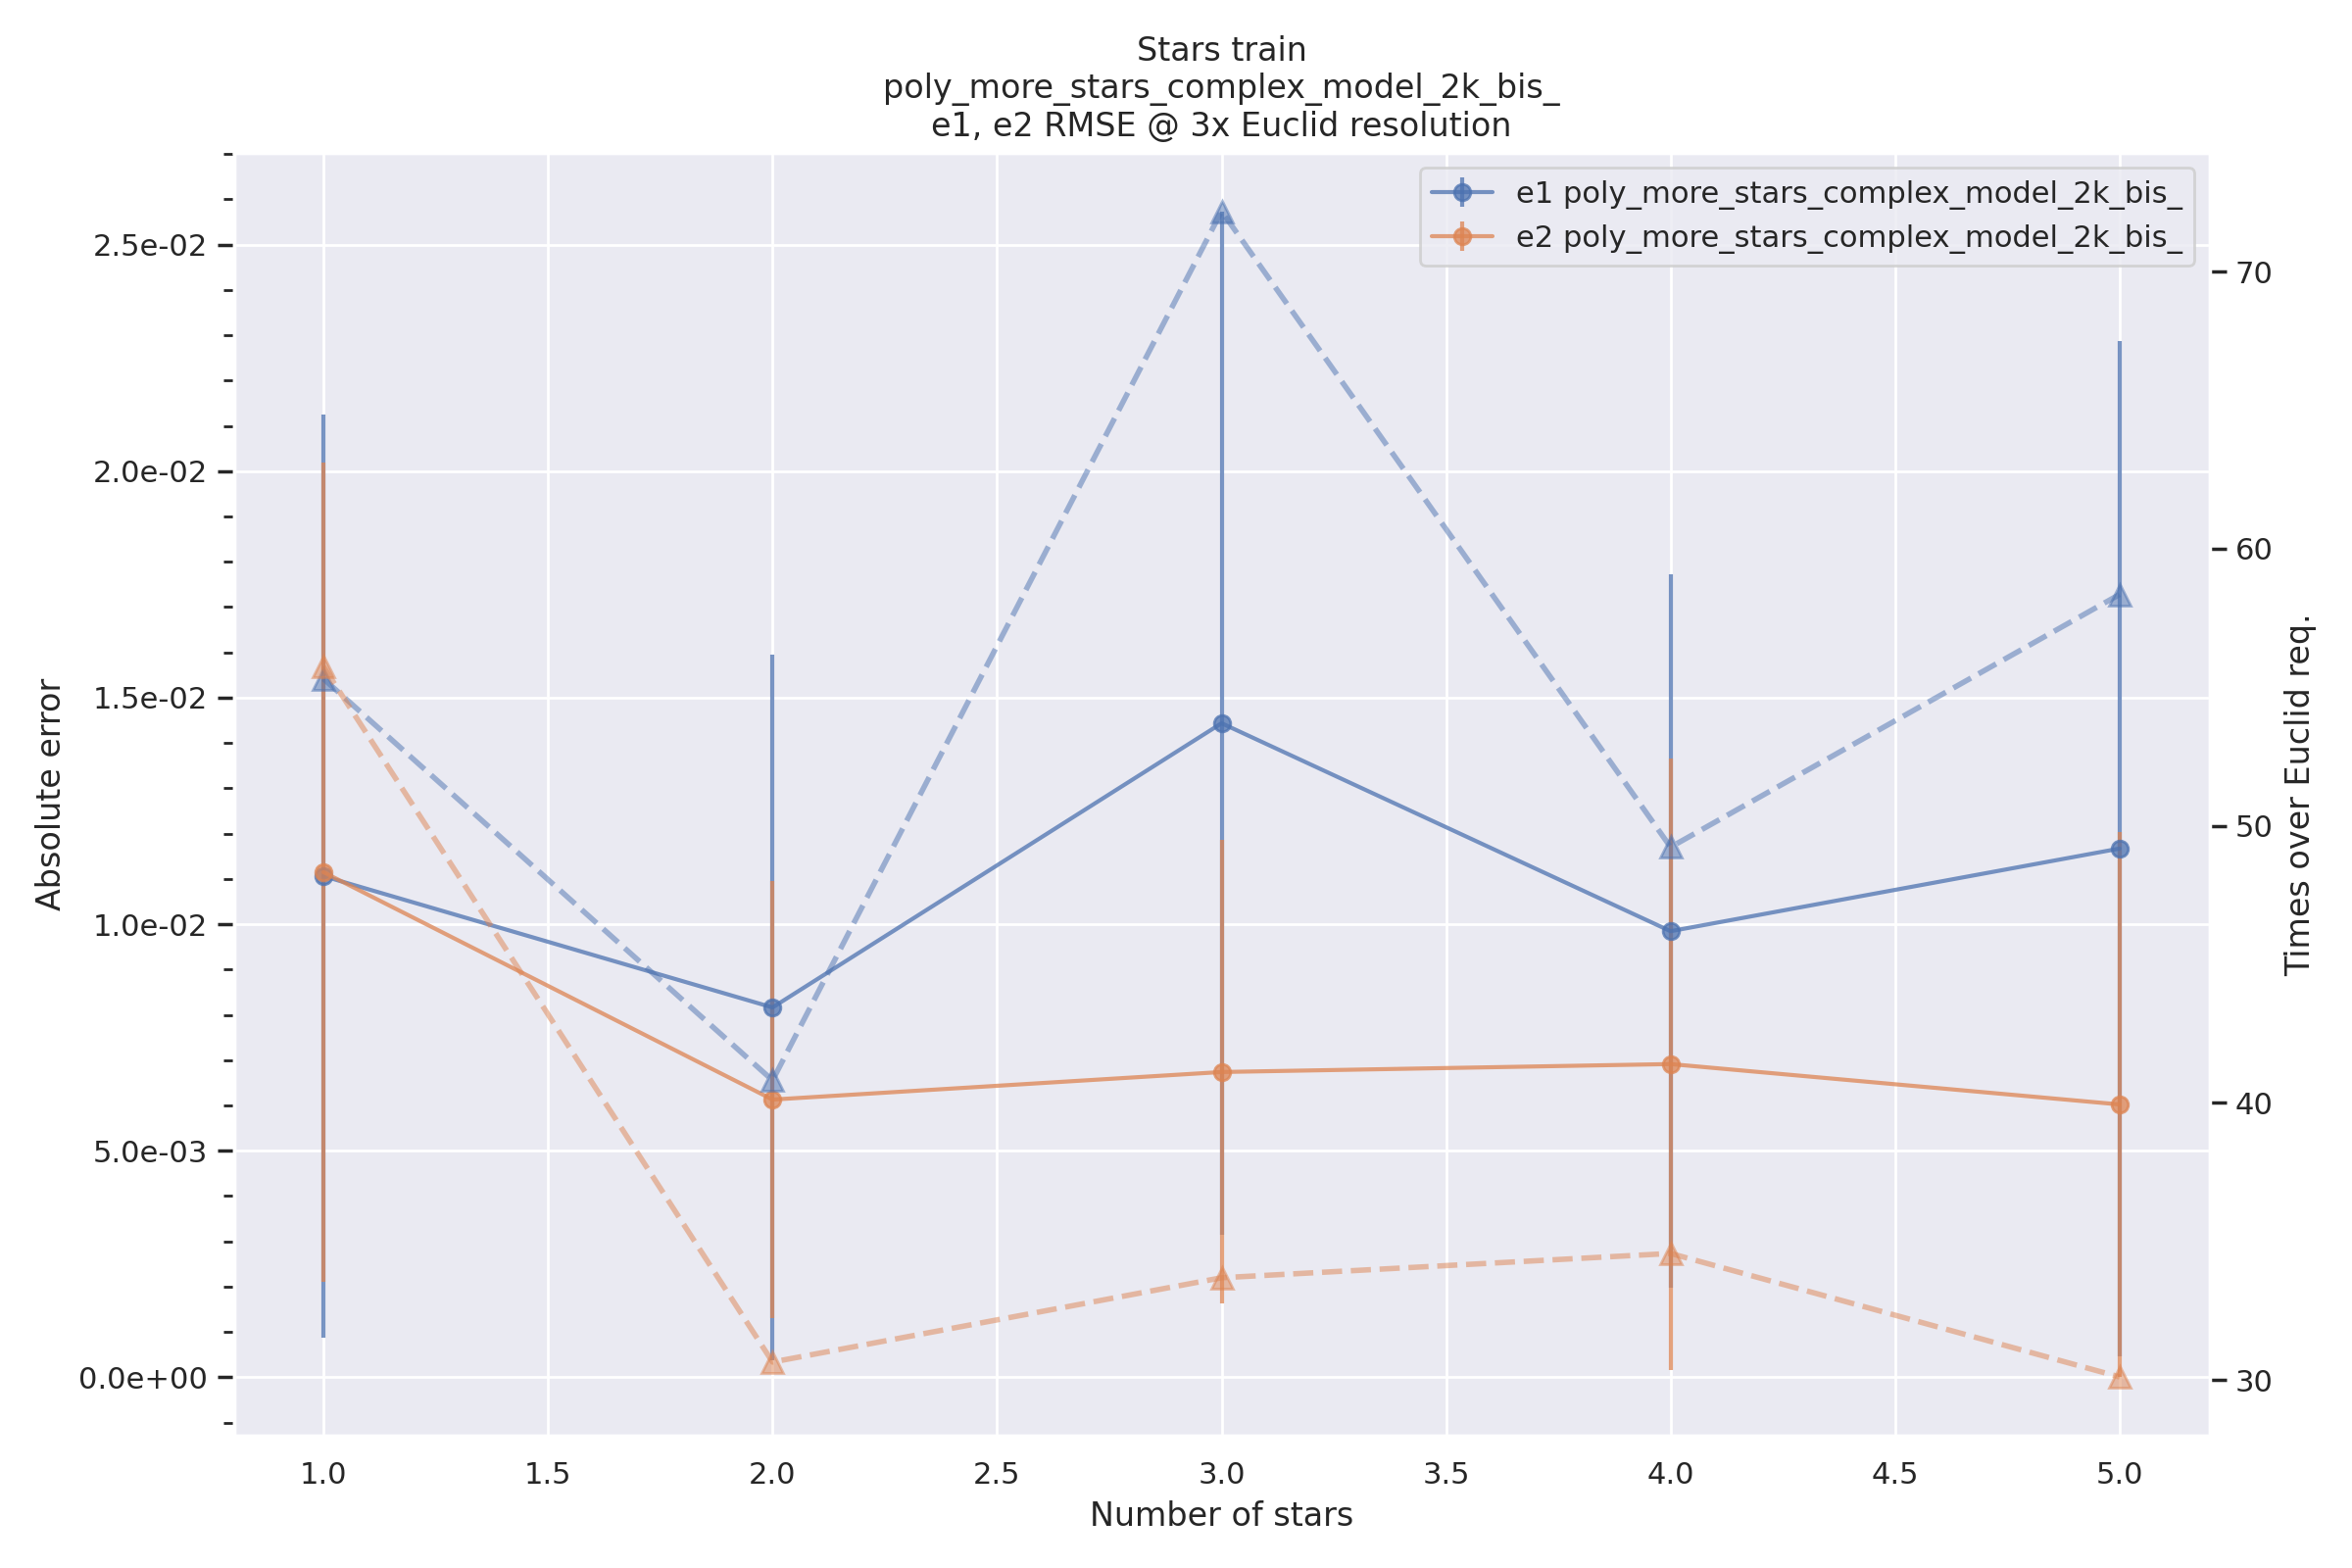 Stars train
poly_more_stars_complex_model_2k_bis_
e1, e2 RMSE @ 3x Euclid resolution
e1 poly_more_stars_complex_model_2k_bis_
e2 poly_more_stars_complex_model_2k_bis_
Absolute error
2.5e-02
2.0e-02
1.5e-02
1.0e-02
5.0e-03
0.0e+00
Times over Euclid req.
70
60
50
40
30
1.0 1.5 2.0 2.5 3.0 3.5 4.0 4.5 5.0
Number of stars